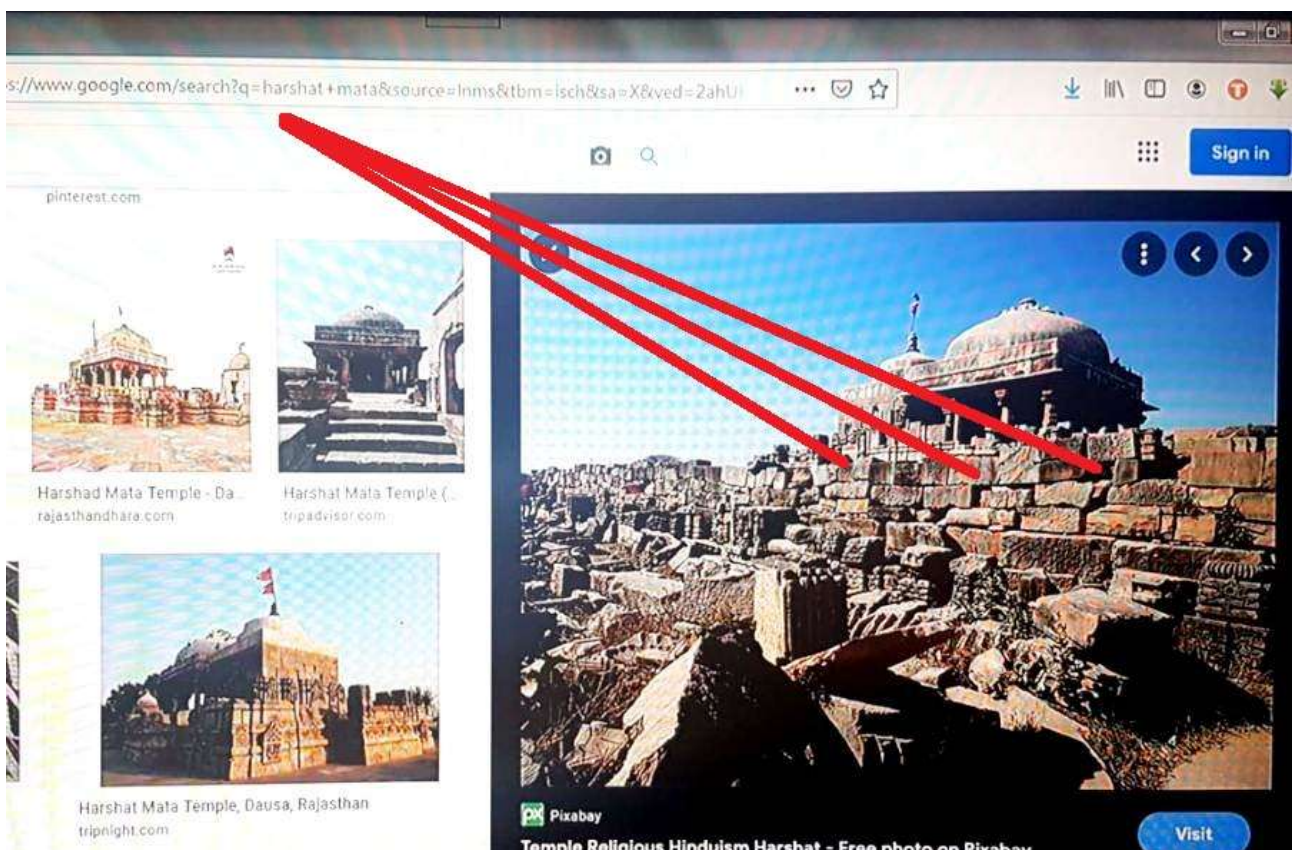 s://www.google.com/search?q=harshat+mata&source=lnms&tbm=isch&sa=X&ved=2ahU
Sign in
pinterest.com
Harshad Mata Temple - Da...
rajasthandhara.com
Harshat Mata Temple (...
tripadvisor.com
Harshat Mata Temple, Dausa, Rajasthan
tripnight.com
px Pixabay
Visit
Temple Religious Hinduism Harshat - Free photo on Pixabay